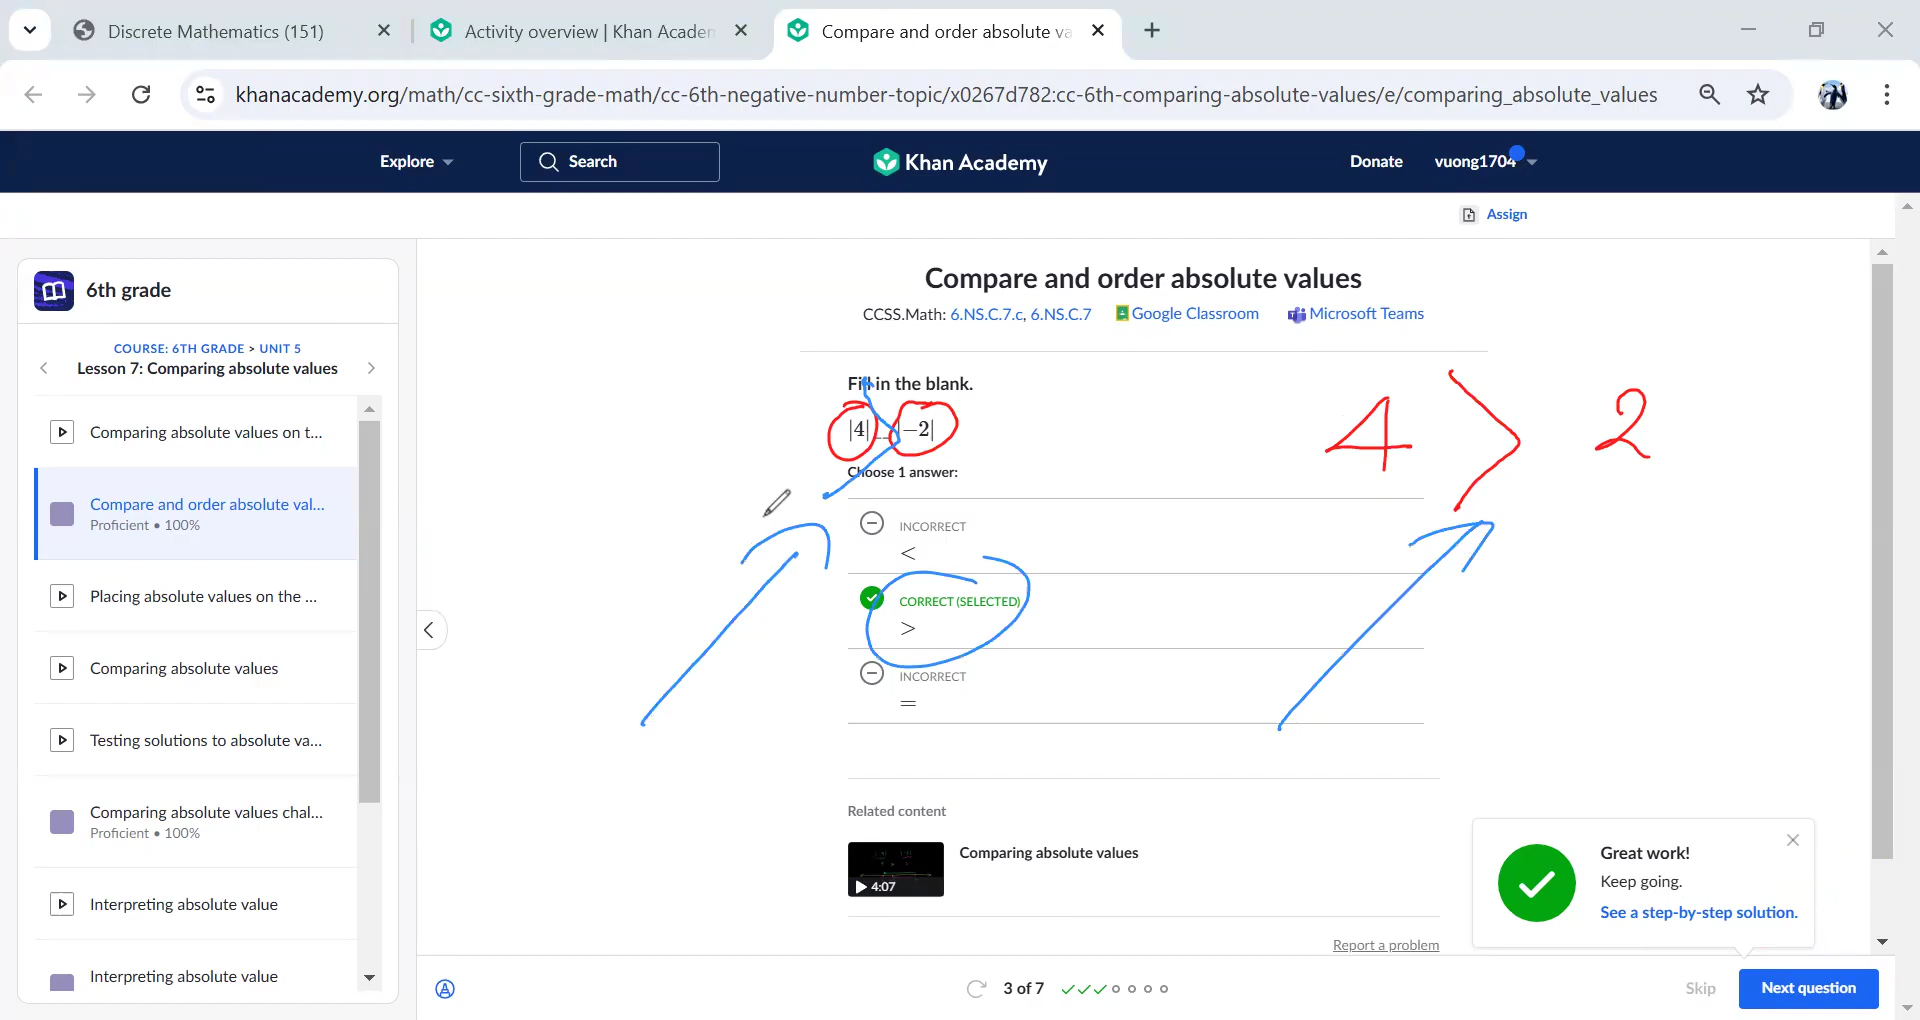 Discrete Mathematics (151)
Activity overview | Khan Academ
Compare and order absolute va
khanacademy.org/math/cc-sixth-grade-math/cc-6th-negative-number-topic/x0267d782:cc-6th-comparing-absolute-values/e/comparing_absolute_values
Explore
Search
Khan Academy
Donate
vuong1704
Assign
6th grade
COURSE: 6TH GRADE > UNIT 5
Lesson 7: Comparing absolute values
Comparing absolute values on t...
Compare and order absolute val...
Proficient • 100%
Placing absolute values on the ...
Comparing absolute values
Testing solutions to absolute va...
Comparing absolute values chal...
Proficient • 100%
Interpreting absolute value
Interpreting absolute value
Compare and order absolute values
CCSS.Math: 6.NS.C.7.c, 6.NS.C.7 Google Classroom Microsoft Teams
Fill in the blank.
|4| __ |−2|
4 > 2
Choose 1 answer:
INCORRECT
<
CORRECT (SELECTED)
>
INCORRECT
=
Related content
4:07
Comparing absolute values
Report a problem
Great work!
Keep going.
See a step-by-step solution.
3 of 7
Skip
Next question